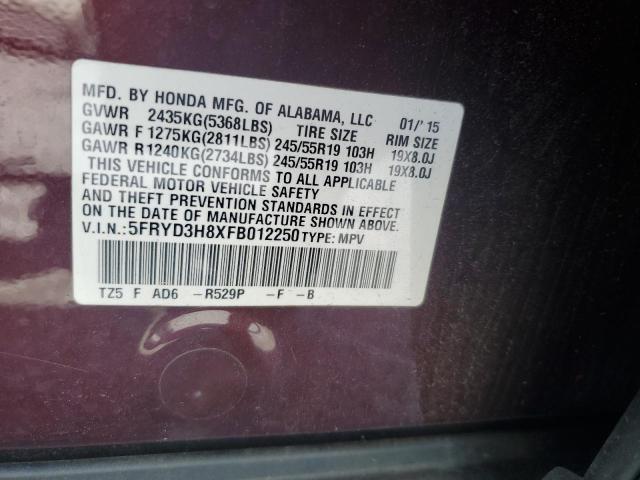 MFD. BY HONDA MFG. OF ALABAMA, LLC 01/'15
GVWR 2435KG(5368LBS) TIRE SIZE RIM SIZE
GAWR F 1275KG(2811LBS) 245/55R19 103H 19X8.0J
GAWR R 1240KG(2734LBS) 245/55R19 103H 19X8.0J
THIS VEHICLE CONFORMS TO ALL APPLICABLE
FEDERAL MOTOR VEHICLE SAFETY
AND THEFT PREVENTION STANDARDS IN EFFECT
ON THE DATE OF MANUFACTURE SHOWN ABOVE.
V.I.N.:5FRYD3H8XFB012250 TYPE: MPV
TZ5 F AD6 -R529P -F -B